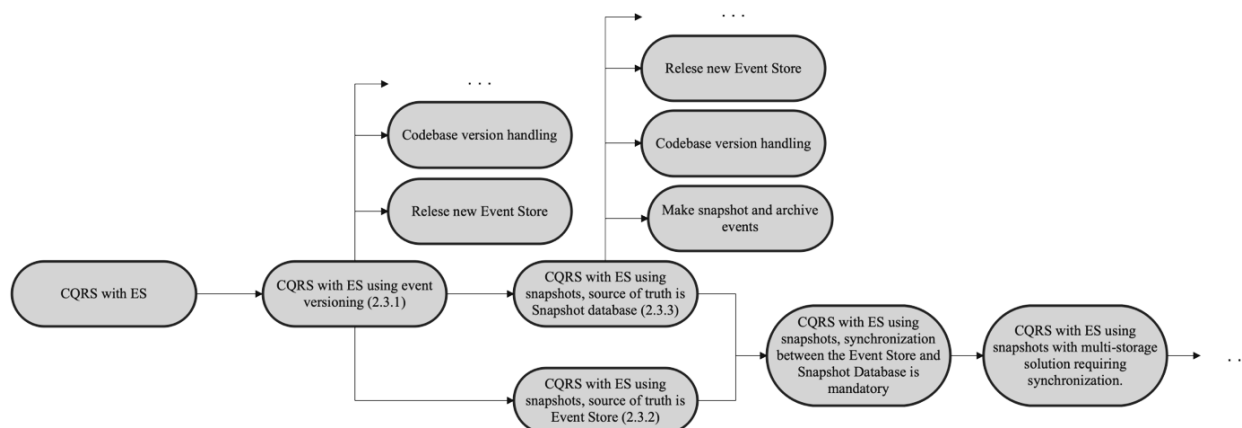 . . .
Relese new Event Store
. . .
Codebase version handling
Codebase version handling
Relese new Event Store
Make snapshot and archive
events
CQRS with ES
CQRS with ES using event
versioning (2.3.1)
CQRS with ES using
snapshots, source of truth is
Snapshot database (2.3.3)
CQRS with ES using
snapshots, source of truth is
Event Store (2.3.2)
CQRS with ES using
snapshots, synchronization
between the Event Store and
Snapshot Database is
mandatory
CQRS with ES using
snapshots with multi-storage
solution requiring
synchronization.
. .